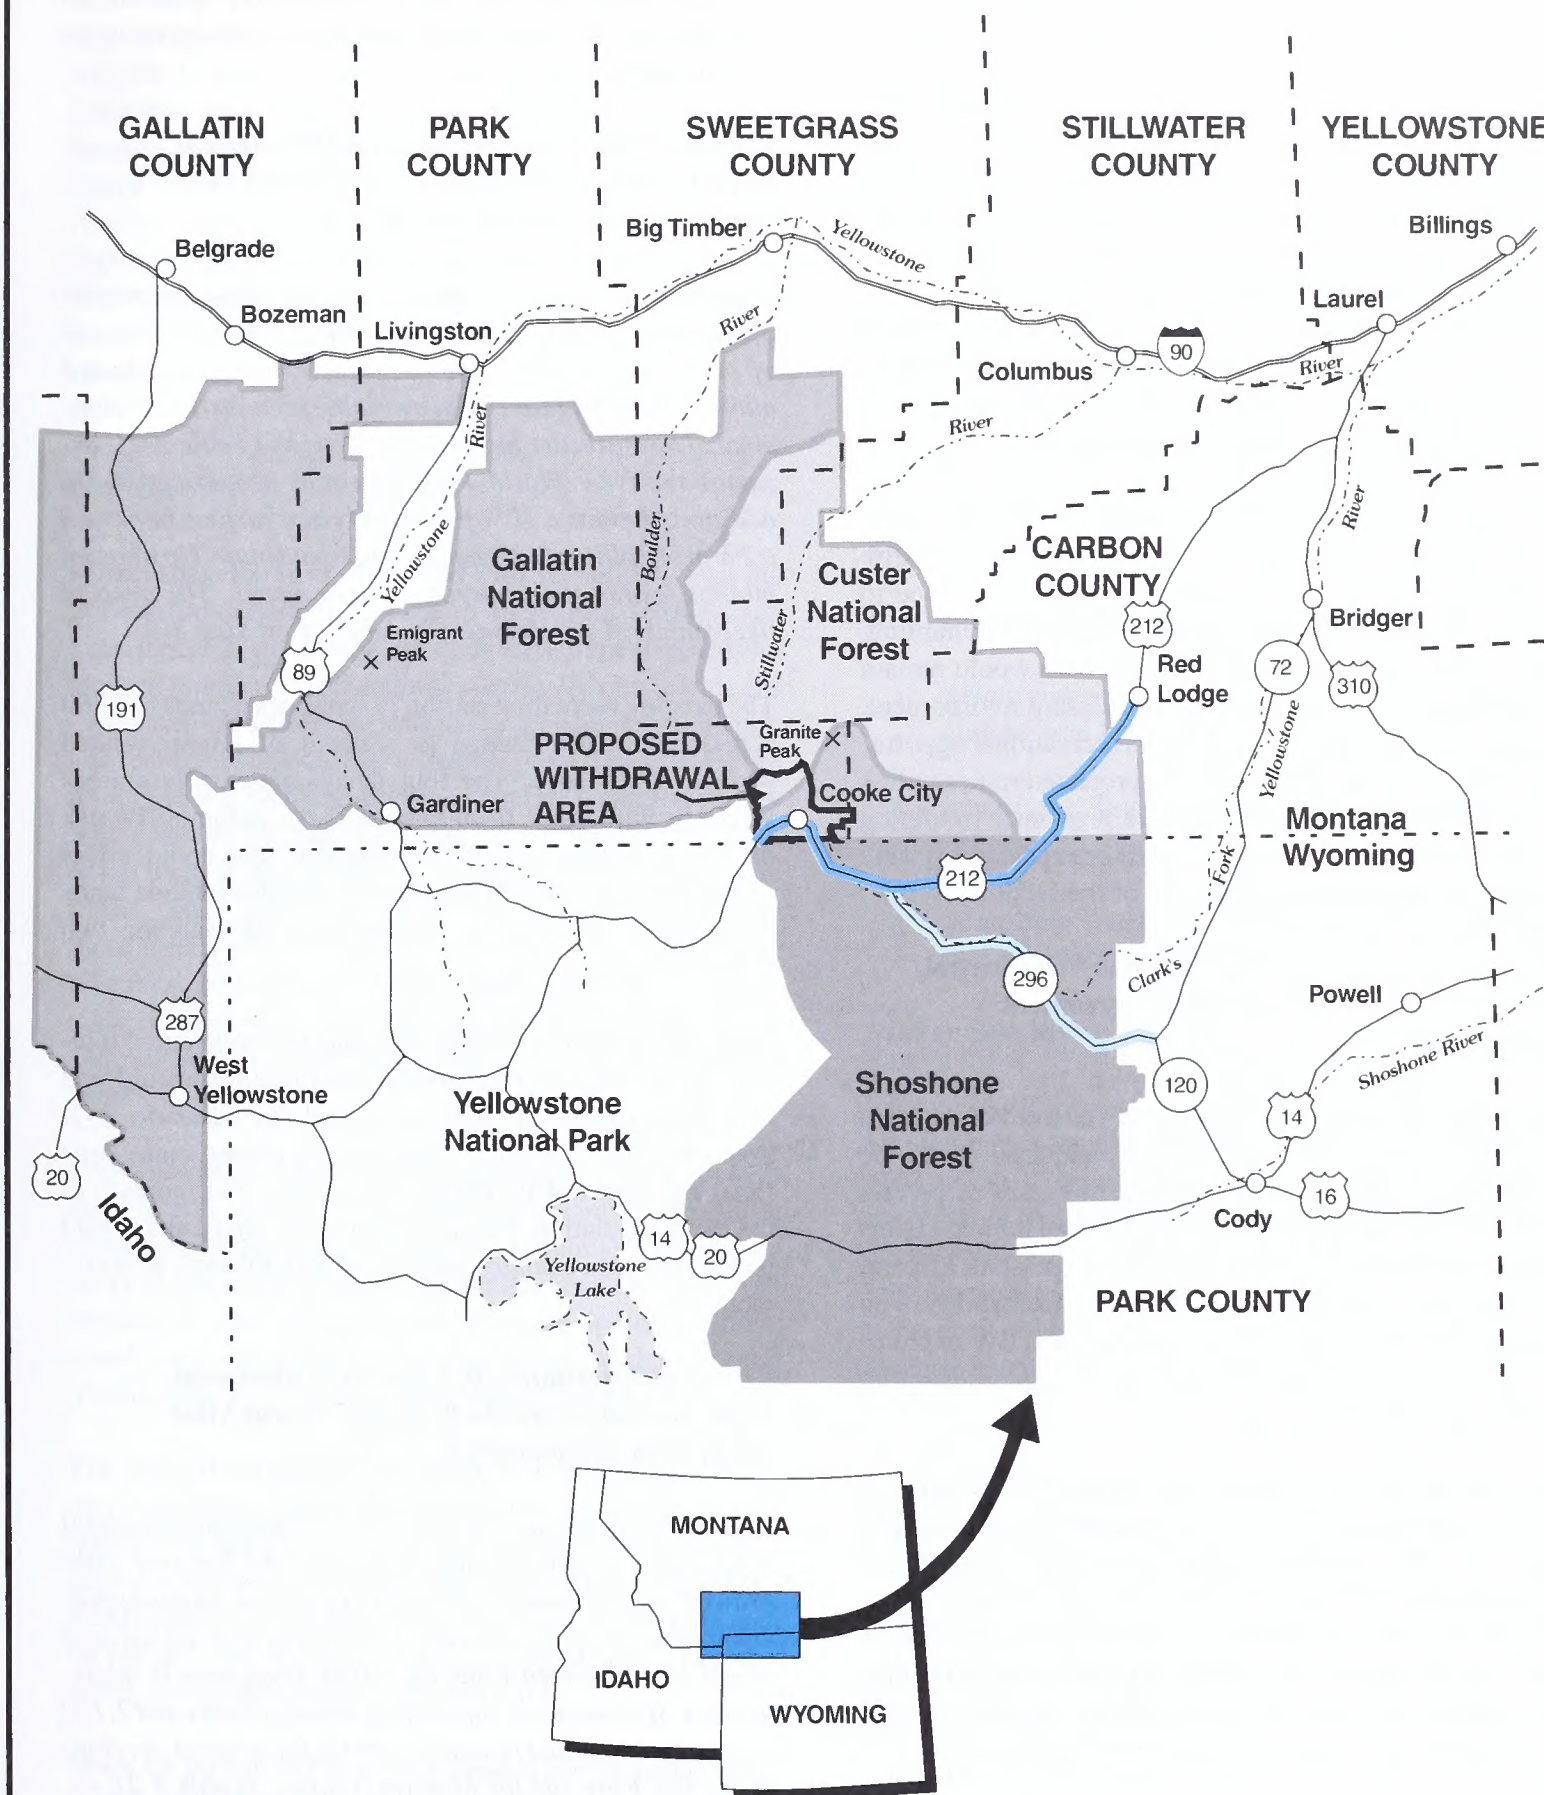 GALLATIN
COUNTY
PARK
COUNTY
SWEETGRASS
COUNTY
STILLWATER
COUNTY
YELLOWSTONE
COUNTY
Belgrade
Bozeman
Livingston
Big Timber
Yellowstone
River
Billings
Laurel
90
Columbus
River
River
River
Boulder
Yellowstone
Gallatin
National
Forest
Custer
National
Forest
CARBON
COUNTY
River
Stillwater
Emigrant
Peak
89
191
212
Red
Lodge
Bridger
72
310
Yellowstone
Granite
Peak
PROPOSED
WITHDRAWAL
AREA
Cooke City
Gardiner
Montana
Wyoming
212
Fork
Clark's
296
Powell
Shoshone River
287
West
Yellowstone
20
Idaho
Yellowstone
National Park
Shoshone
National
Forest
120
14
16
Cody
14
20
Yellowstone
Lake
PARK COUNTY
MONTANA
IDAHO
WYOMING